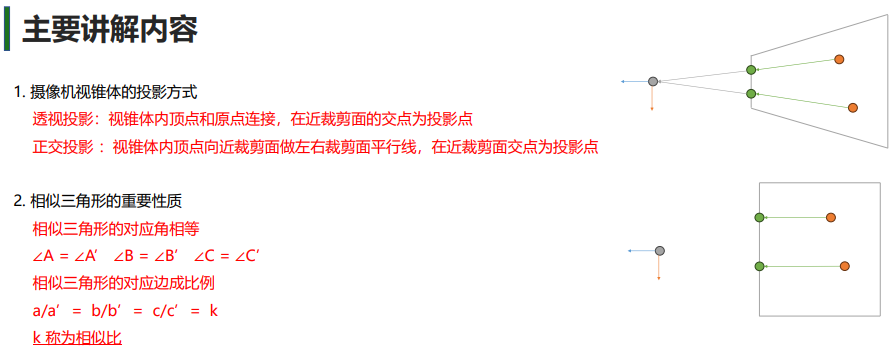 主要讲解内容
1. 摄像机视锥体的投影方式
透视投影：视锥体内顶点和原点连接，在近裁剪面的交点为投影点
正交投影 ：视锥体内顶点向近裁剪面做左右裁剪面平行线，在近裁剪面交点为投影点
2. 相似三角形的重要性质
相似三角形的对应角相等
∠A = ∠A′ ∠B = ∠B′ ∠C = ∠C′
相似三角形的对应边成比例
a/a′ = b/b′ = c/c′ = k
k 称为相似比